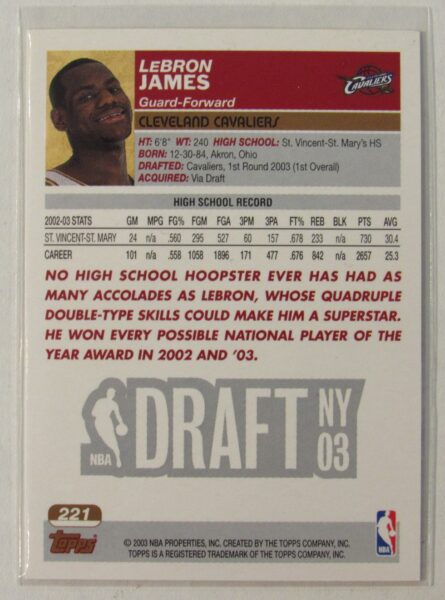 LEBRON
JAMES
Guard-Forward
CAVALIERS
CLEVELAND CAVALIERS
HT: 6'8" WT: 240 HIGH SCHOOL: St. Vincent-St. Mary's HS
BORN: 12-30-84, Akron, Ohio
DRAFTED: Cavaliers, 1st Round 2003 (1st Overall)
ACQUIRED: Via Draft
HIGH SCHOOL RECORD
2002-03 STATS GM MPG FG% FGM FGA 3PM 3PA FT% REB BLK PTS AVG
ST. VINCENT-ST. MARY 24 n/a .560 295 527 60 157 .678 233 n/a 730 30.4
CAREER 101 n/a .558 1058 1896 171 477 .676 842 n/a 2657 25.3
NO HIGH SCHOOL HOOPSTER EVER HAS HAD AS
MANY ACCOLADES AS LEBRON, WHOSE QUADRUPLE
DOUBLE-TYPE SKILLS COULD MAKE HIM A SUPERSTAR.
HE WON EVERY POSSIBLE NATIONAL PLAYER OF THE
YEAR AWARD IN 2002 AND '03.
NBA DRAFT NY 03
221
Topps
© 2003 NBA PROPERTIES, INC. CREATED BY THE TOPPS COMPANY, INC.
TOPPS IS A REGISTERED TRADEMARK OF THE TOPPS COMPANY, INC.
NBA